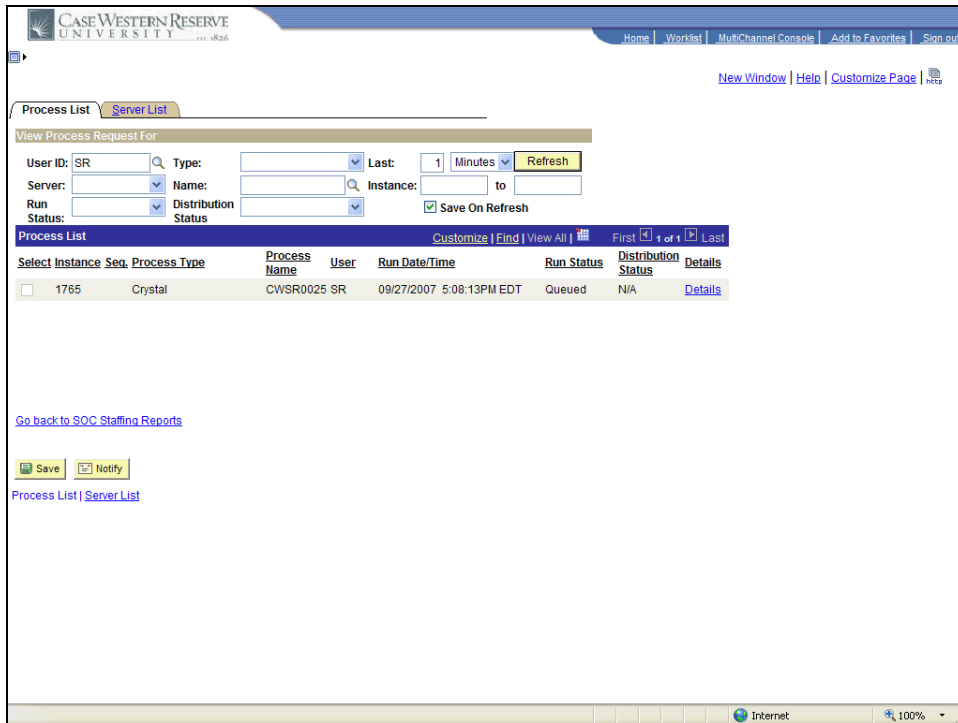 CASE WESTERN RESERVE
UNIVERSITY EST. 1826
Home | Worklist | MultiChannel Console | Add to Favorites | Sign out
New Window | Help | Customize Page | http
Process List Server List
View Process Request For
User ID: SR Type: Last: 1 Minutes Refresh
Server: Name: Instance: to
Run Status: Distribution Status Save On Refresh
Process List Customize | Find | View All | First 1 of 1 Last
Select Instance Seq. Process Type Process Name User Run Date/Time Run Status Distribution Status Details
1765 Crystal CWSR0025 SR 09/27/2007 5:08:13PM EDT Queued N/A Details
Go back to SOC Staffing Reports
Save Notify
Process List | Server List
Internet 100%